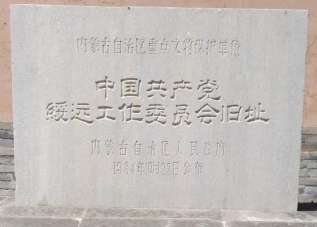 内蒙古自治区重点文物保护单位
中国共产党
绥远工作委员会旧址
内蒙古自治区人民政府
公布